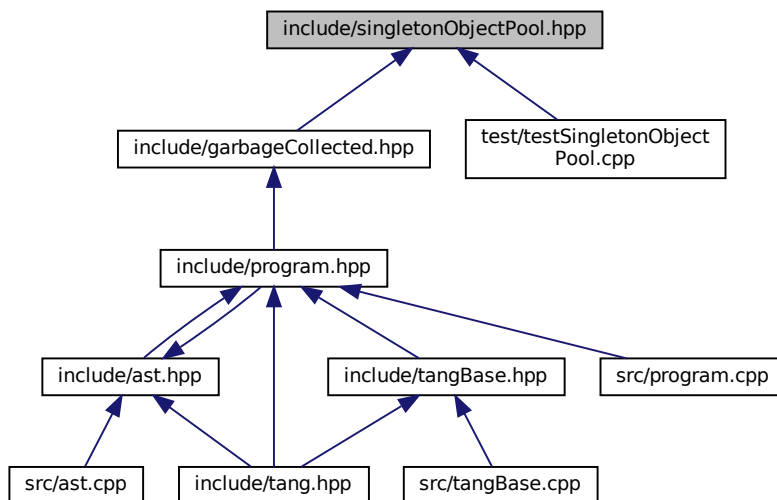 include/singletonObjectPool.hpp
include/garbageCollected.hpp
test/testSingletonObject
Pool.cpp
include/program.hpp
include/ast.hpp
include/tangBase.hpp
src/program.cpp
src/ast.cpp
include/tang.hpp
src/tangBase.cpp